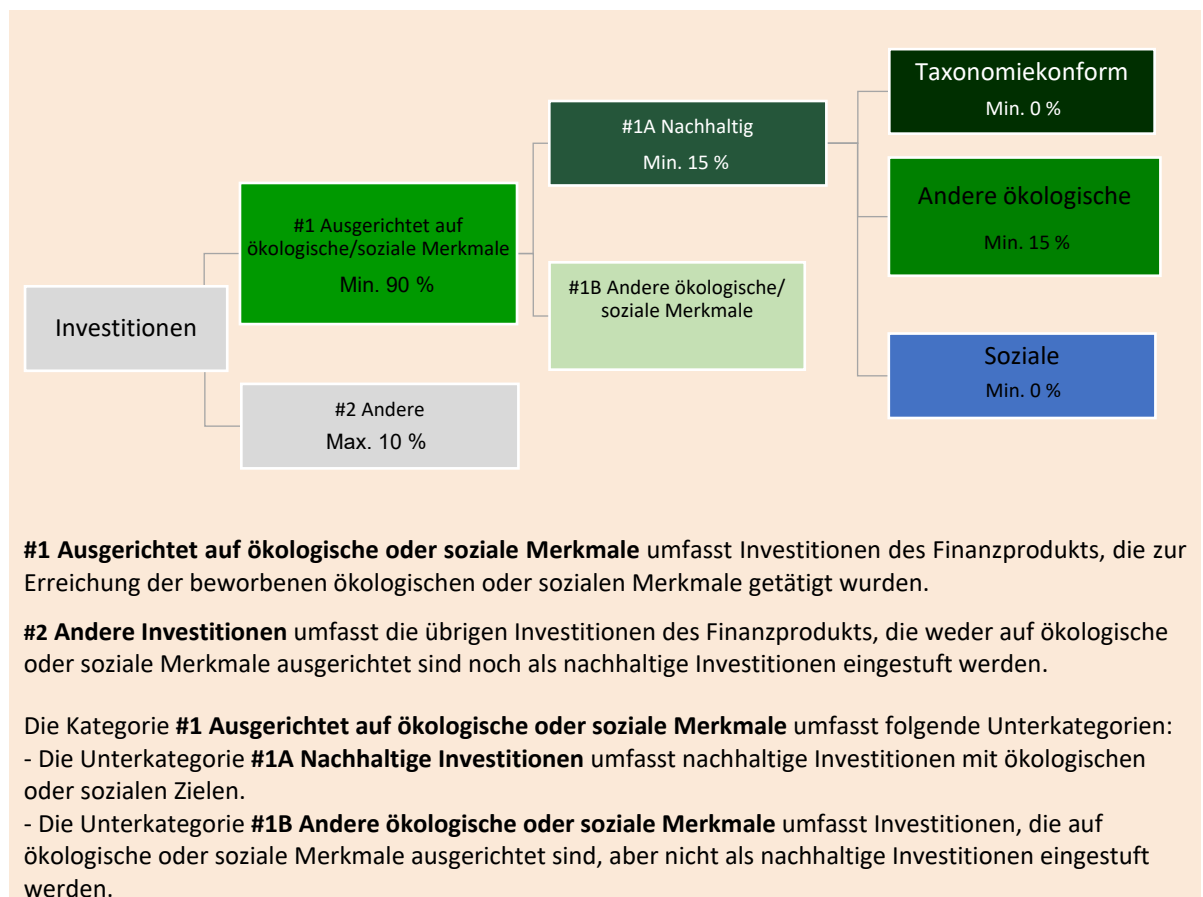 Investitionen
#1 Ausgerichtet auf
ökologische/soziale Merkmale
Min. 90 %
#2 Andere
Max. 10 %
#1A Nachhaltig
Min. 15 %
#1B Andere ökologische/
soziale Merkmale
Taxonomiekonform
Min. 0 %
Andere ökologische
Min. 15 %
Soziale
Min. 0 %
#1 Ausgerichtet auf ökologische oder soziale Merkmale umfasst Investitionen des Finanzprodukts, die zur
Erreichung der beworbenen ökologischen oder sozialen Merkmale getätigt wurden.
#2 Andere Investitionen umfasst die übrigen Investitionen des Finanzprodukts, die weder auf ökologische
oder soziale Merkmale ausgerichtet sind noch als nachhaltige Investitionen eingestuft werden.
Die Kategorie #1 Ausgerichtet auf ökologische oder soziale Merkmale umfasst folgende Unterkategorien:
- Die Unterkategorie #1A Nachhaltige Investitionen umfasst nachhaltige Investitionen mit ökologischen
oder sozialen Zielen.
- Die Unterkategorie #1B Andere ökologische oder soziale Merkmale umfasst Investitionen, die auf
ökologische oder soziale Merkmale ausgerichtet sind, aber nicht als nachhaltige Investitionen eingestuft
werden.